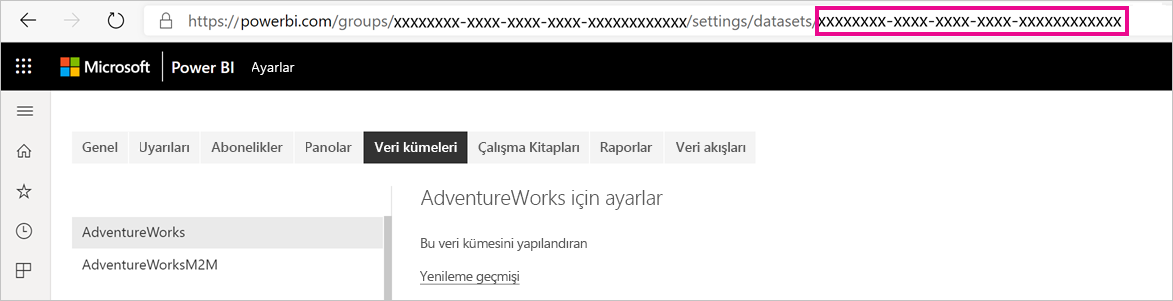 https://powerbi.com/groups/xxxxxxxx-xxxx-xxxx-xxxx-xxxxxxxxxxxx/settings/datasets/xxxxxxxx-xxxx-xxxx-xxxx-xxxxxxxxxxxx
Microsoft Power BI Ayarlar
Genel Uyarıları Abonelikler Panolar Veri kümeleri Çalışma Kitapları Raporlar Veri akışları
AdventureWorks için ayarlar
AdventureWorks
Bu veri kümesini yapılandıran
AdventureWorksM2M
Yenileme geçmişi